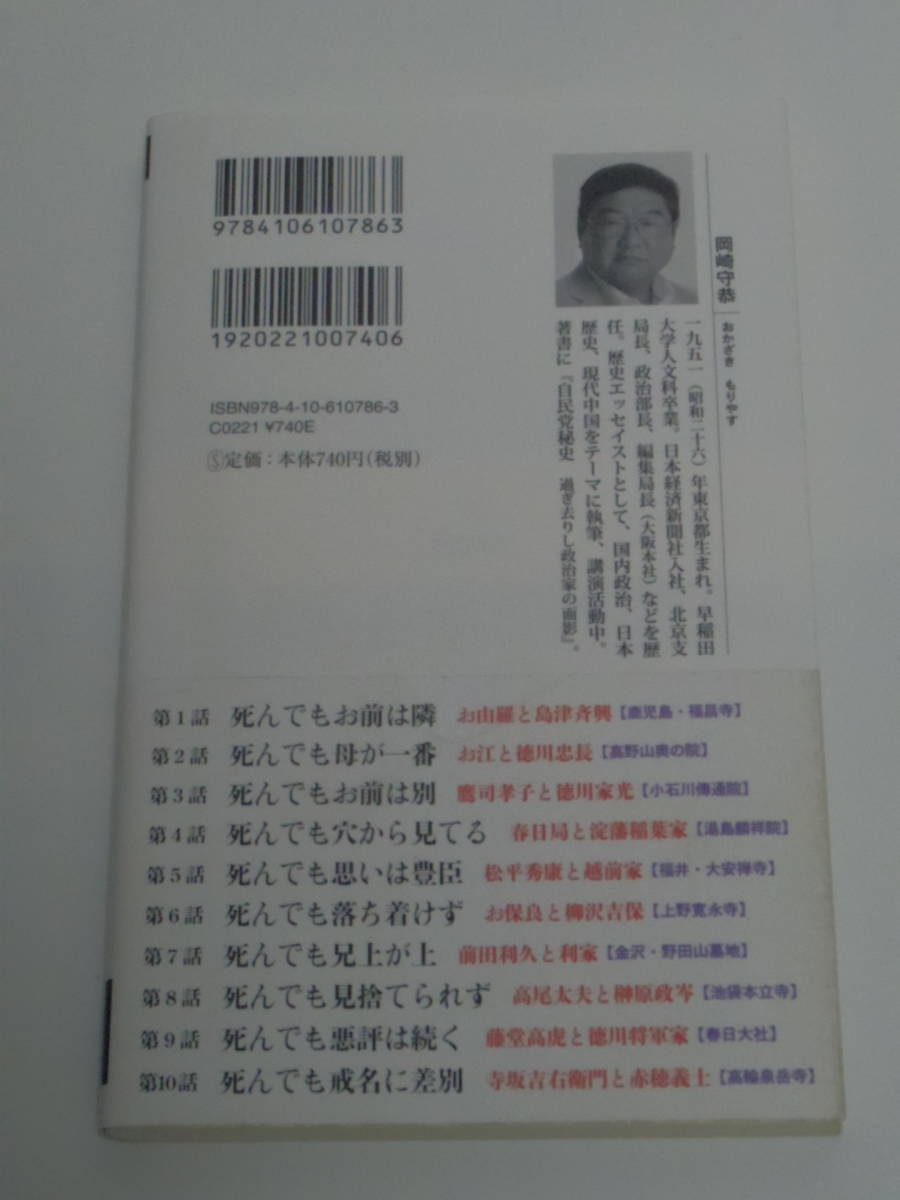 9784106107863
1920221007406
ISBN978-4-10-610786-3
C0221 ¥740E
Ⓢ定価:本体740円(税別)
岡崎守恭
おかざき もりやす
一九五一(昭和二十六)年東京都生まれ。早稲田
大学人文科卒業。日本経済新聞社入社、北京支
局長、政治部長、編集局長(大阪本社)などを歴
任。歴史エッセイストとして、国内政治、日本
歴史、現代中国をテーマに執筆、講演活動中。
著書に『自民党秘史 過ぎ去りし政治家の面影』。
第1話 死んでもお前は隣 お由羅と島津斉興【鹿児島・福昌寺】
第2話 死んでも母が一番 お江と徳川忠長【高野山奥の院】
第3話 死んでもお前は別 鷹司孝子と徳川家光【小石川傳通院】
第4話 死んでも穴から見てる 春日局と淀藩稲葉家【湯島麟祥院】
第5話 死んでも思いは豊臣 松平秀康と越前家【福井・大安禅寺】
第6話 死んでも落ち着けず お保良と柳沢吉保【上野寛永寺】
第7話 死んでも兄上が上 前田利久と利家【金沢・野田山墓地】
第8話 死んでも見捨てられず 高尾太夫と榊原政岑【池袋本立寺】
第9話 死んでも悪評は続く 藤堂高虎と徳川将軍家【春日大社】
第10話 死んでも戒名に差別 寺坂吉右衛門と赤穂義士【高輪泉岳寺】